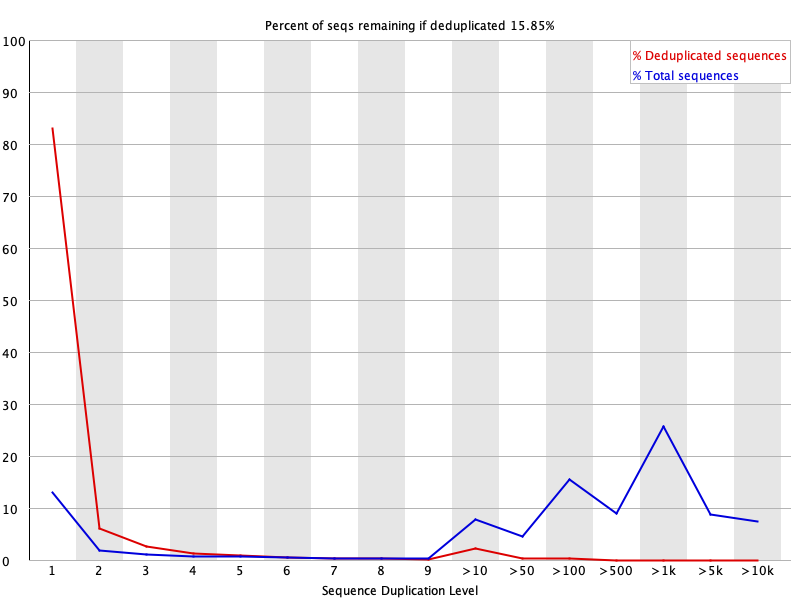 Percent of seqs remaining if deduplicated 15.85%
% Deduplicated sequences
% Total sequences
100
90
80
70
60
50
40
30
20
10
0
1 2 3 4 5 6 7 8 9 >10 >50 >100 >500 >1k >5k >10k
Sequence Duplication Level